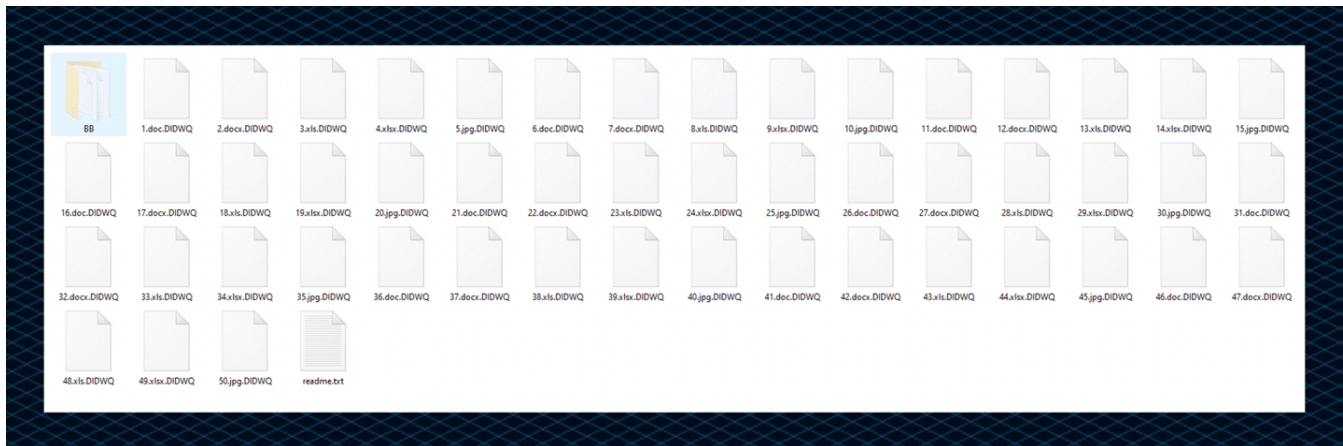 BB 1.doc.DIDWQ 2.docx.DIDWQ 3.xls.DIDWQ 4.xlsx.DIDWQ 5.jpg.DIDWQ 6.doc.DIDWQ 7.docx.DIDWQ 8.xls.DIDWQ 9.xlsx.DIDWQ 10.jpg.DIDWQ 11.doc.DIDWQ 12.docx.DIDWQ 13.xls.DIDWQ 14.xlsx.DIDWQ 15.jpg.DIDWQ
16.doc.DIDWQ 17.docx.DIDWQ 18.xls.DIDWQ 19.xlsx.DIDWQ 20.jpg.DIDWQ 21.doc.DIDWQ 22.docx.DIDWQ 23.xls.DIDWQ 24.xlsx.DIDWQ 25.jpg.DIDWQ 26.doc.DIDWQ 27.docx.DIDWQ 28.xls.DIDWQ 29.xlsx.DIDWQ 30.jpg.DIDWQ 31.doc.DIDWQ
32.docx.DIDWQ 33.xls.DIDWQ 34.xlsx.DIDWQ 35.jpg.DIDWQ 36.doc.DIDWQ 37.docx.DIDWQ 38.xls.DIDWQ 39.xlsx.DIDWQ 40.jpg.DIDWQ 41.doc.DIDWQ 42.docx.DIDWQ 43.xls.DIDWQ 44.xlsx.DIDWQ 45.jpg.DIDWQ 46.doc.DIDWQ 47.docx.DIDWQ
48.xls.DIDWQ 49.xlsx.DIDWQ 50.jpg.DIDWQ readme.txt